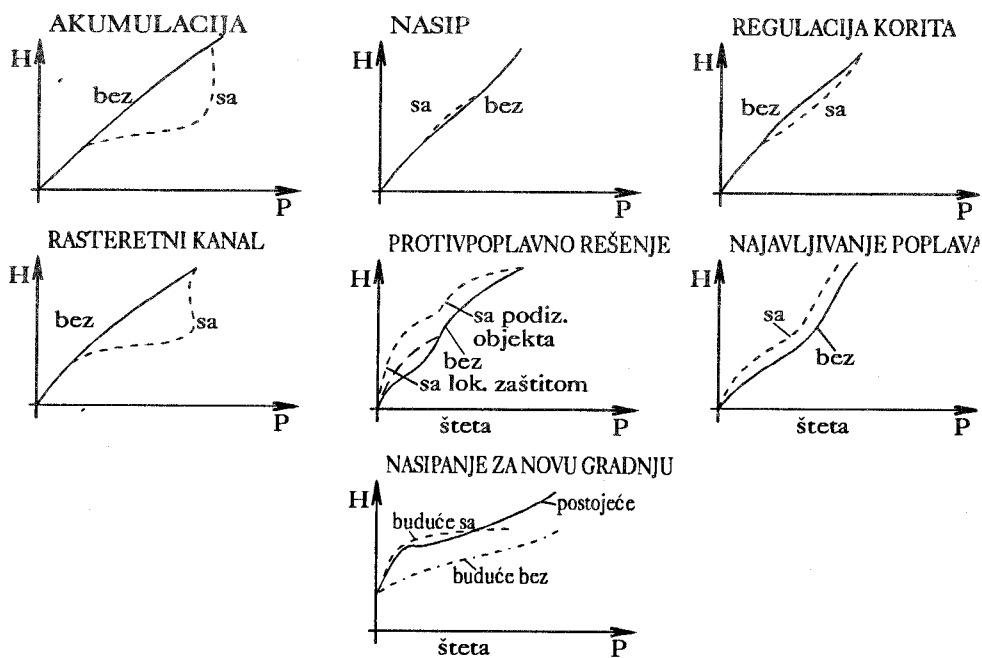 AKUMULACIJA
H
bez
sa
P
NASIP
H
sa
bez
P
REGULACIJA KORITA
H
bez
sa
P
RASTERETNI KANAL
H
bez
sa
P
PROTIVPOPLAVNO REŠENJE
H
sa podiz.
objekta
bez
sa lok. zaštitom
šteta
P
NAJAVLJIVANJE POPLAVA
H
sa
bez
šteta
P
NASIPANJE ZA NOVU GRADNJU
H
postojeće
buduće sa
buduće bez
šteta
P